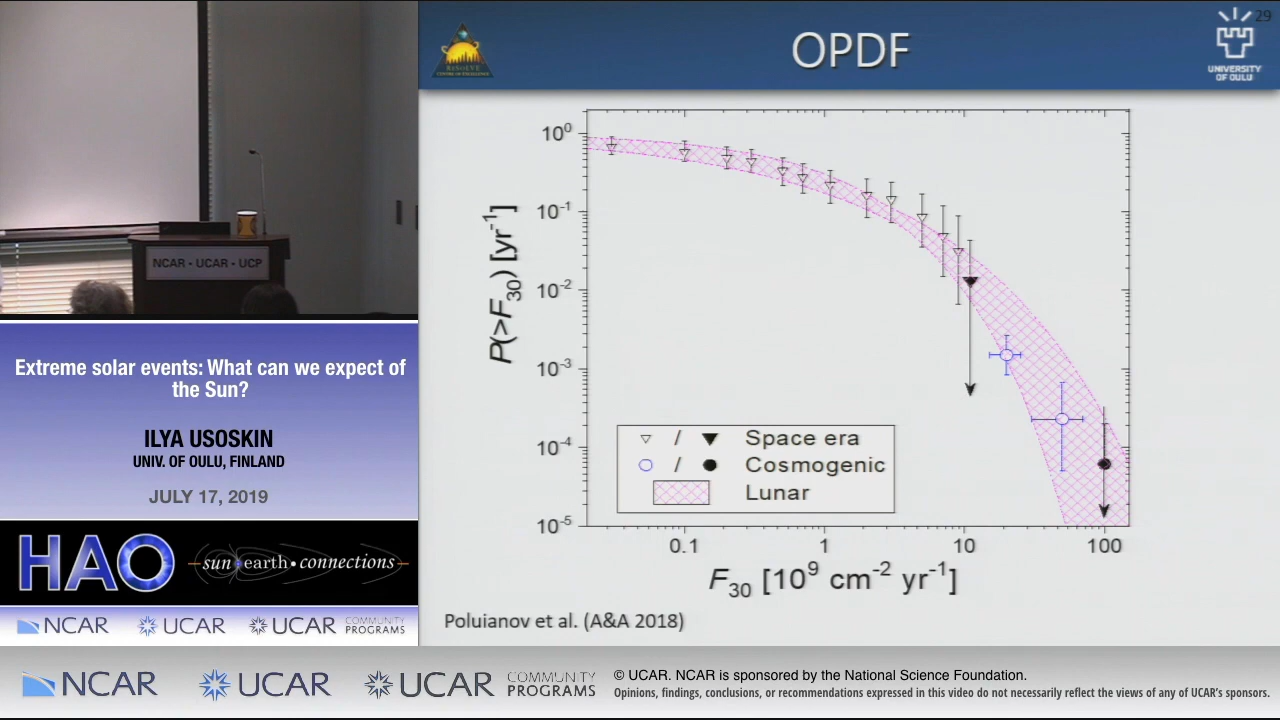 NCAR - UCAR - UCP
Extreme solar events: What can we expect of
the Sun?
ILYA USOSKIN
UNIV. OF OULU, FINLAND
JULY 17, 2019
HAO
sun earth • connections
NCAR
UCAR
UCAR
COMMUNITY
PROGRAMS
OPDF
29
UNIVERSITY
OF OULU
P(>F30) [yr-1]
10^0
10^-1
10^-2
10^-3
10^-4
10^-5
Space era
Cosmogenic
Lunar
0.1
1
10
100
F30 [10^9 cm-2 yr-1]
Poluianov et al. (A&A 2018)
NCAR
UCAR
UCAR
COMMUNITY
PROGRAMS
© UCAR. NCAR is sponsored by the National Science Foundation.
Opinions, findings, conclusions, or recommendations expressed in this video do not necessarily reflect the views of any of UCAR's sponsors.